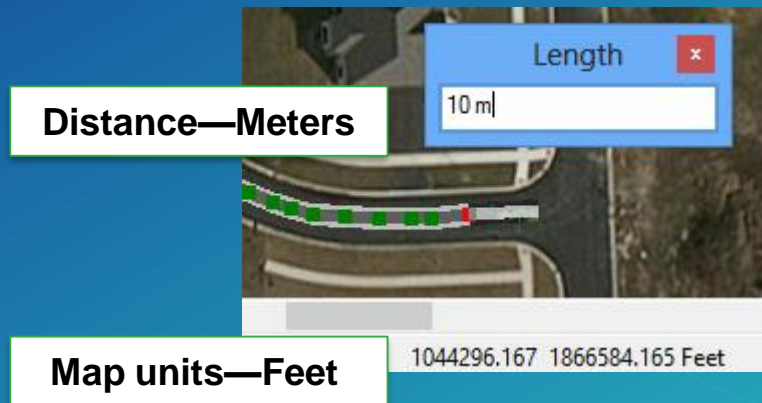 Length
x
10 m
Distance—Meters
1044296.167 1866584.165 Feet
Map units—Feet